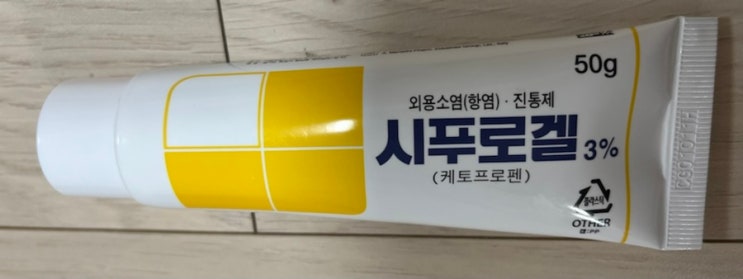 50g
외용소염(항염)·진통제
시푸로겔 3%
(케토프로펜)
플라스틱
OTHER